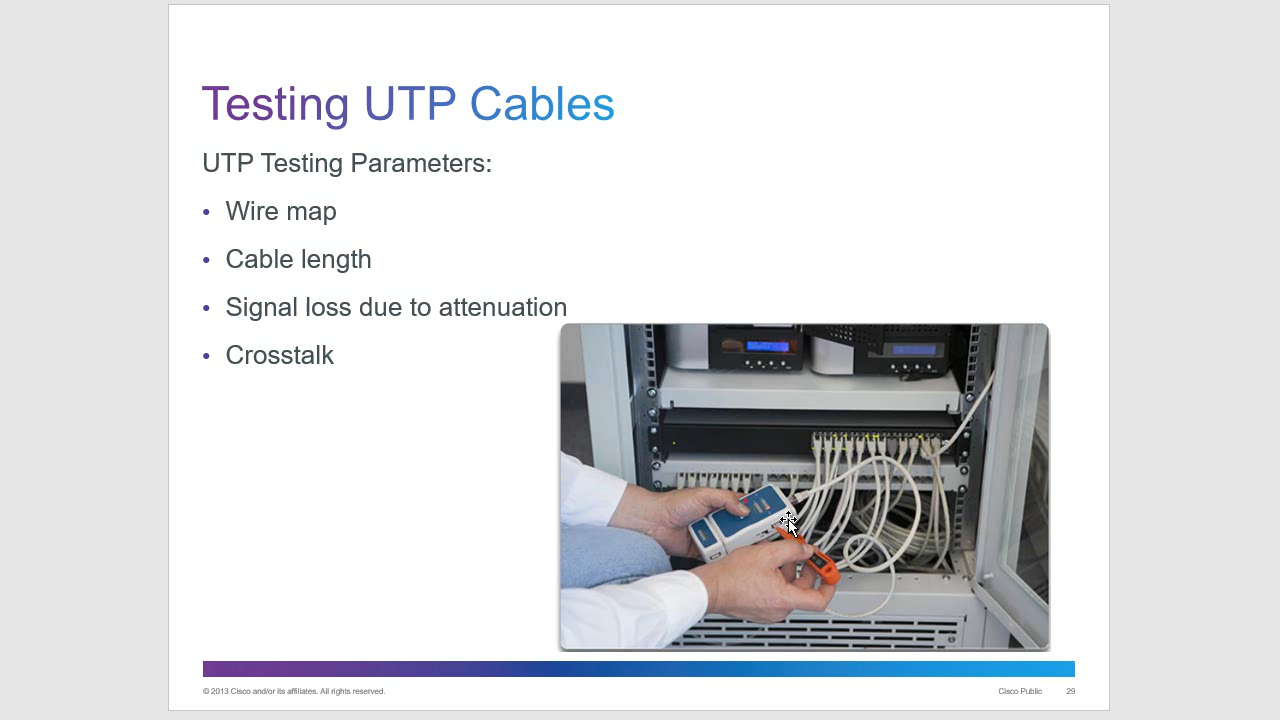 Testing UTP Cables
UTP Testing Parameters:
• Wire map
• Cable length
• Signal loss due to attenuation
• Crosstalk
© 2013 Cisco and/or its affiliates. All rights reserved.
Cisco Public
29